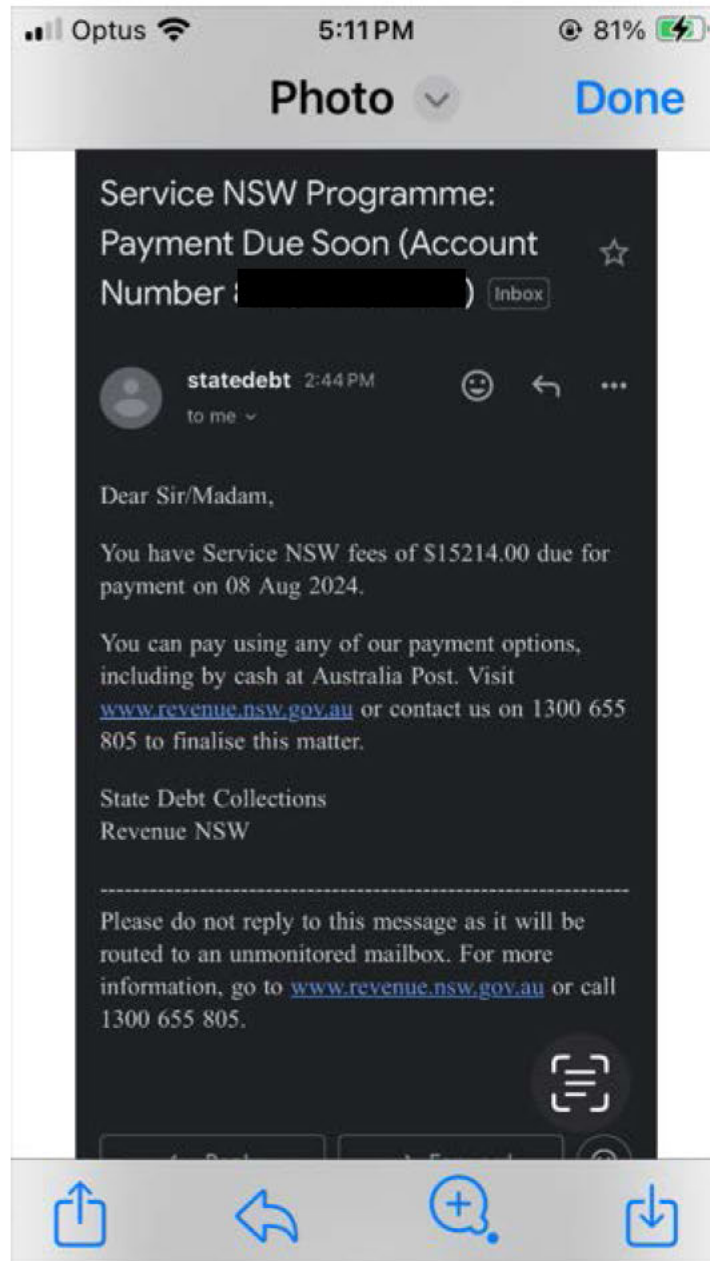 Optus 5:11 PM 81%
Photo Done
Service NSW Programme:
Payment Due Soon (Account
Number ) Inbox
statedebt 2:44 PM
to me
Dear Sir/Madam,
You have Service NSW fees of $15214.00 due for
payment on 08 Aug 2024.
You can pay using any of our payment options,
including by cash at Australia Post. Visit
www.revenue.nsw.gov.au or contact us on 1300 655
805 to finalise this matter.
State Debt Collections
Revenue NSW
--------------------------------------------------------------------
Please do not reply to this message as it will be
routed to an unmonitored mailbox. For more
information, go to www.revenue.nsw.gov.au or call
1300 655 805.